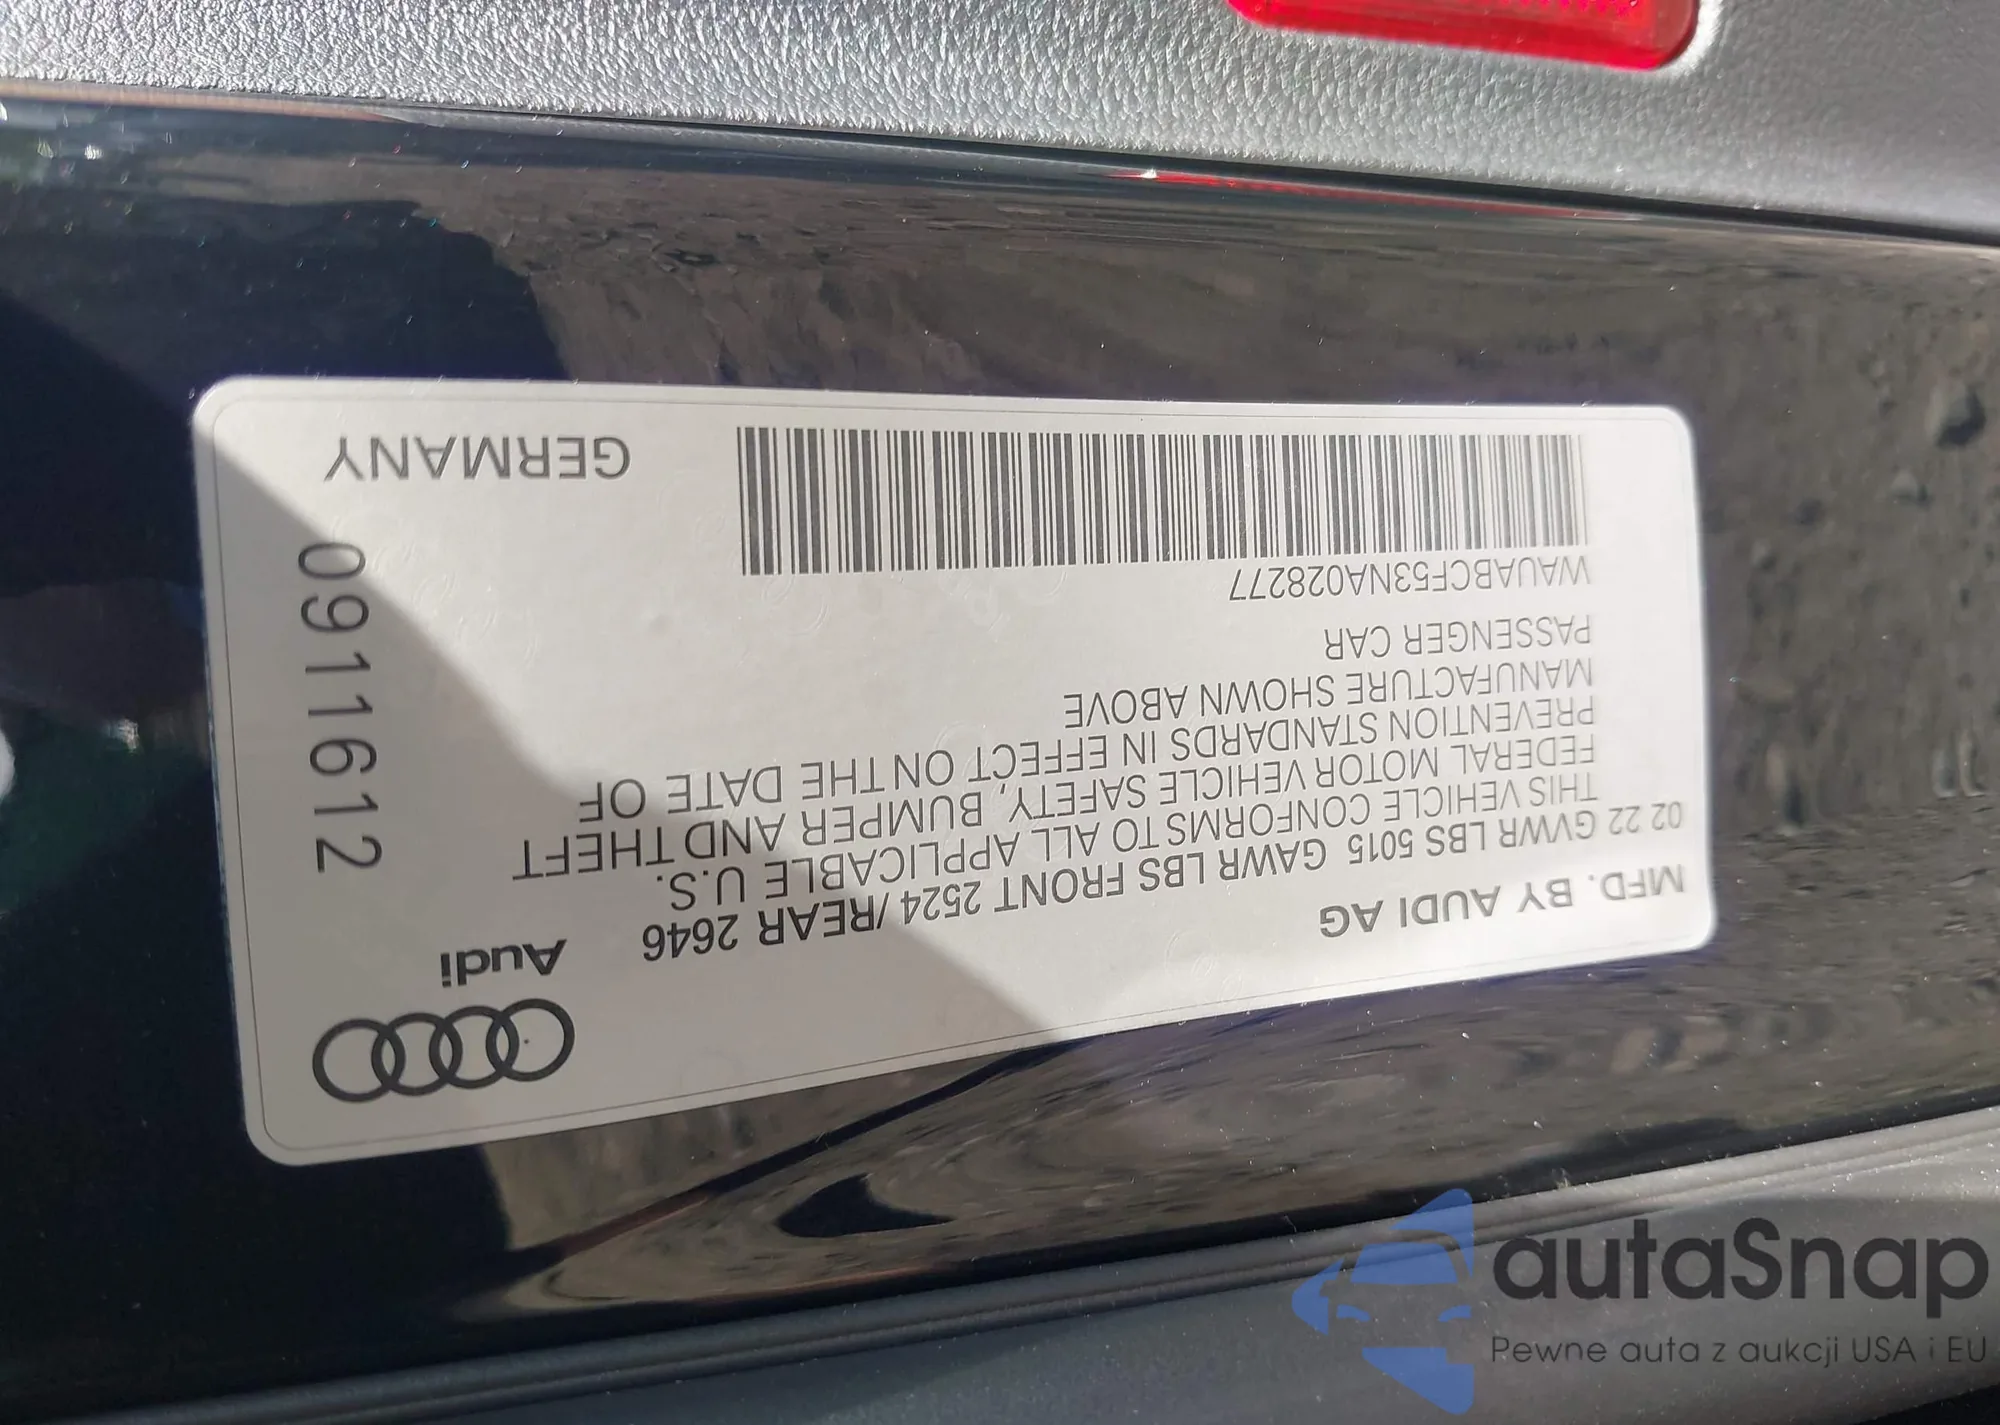 Audi
MFD. BY AUDI AG
02 22 GVWR LBS 5015 GAWR LBS FRONT 2524 / REAR 2646
THIS VEHICLE CONFORMS TO ALL APPLICABLE U.S.
FEDERAL MOTOR VEHICLE SAFETY, BUMPER AND THEFT
PREVENTION STANDARDS IN EFFECT ON THE DATE OF
MANUFACTURE SHOWN ABOVE
PASSENGER CAR
WAUABCF53NA028277
GERMANY
0911612
autaSnap
Pewne auta z aukcji USA i EU